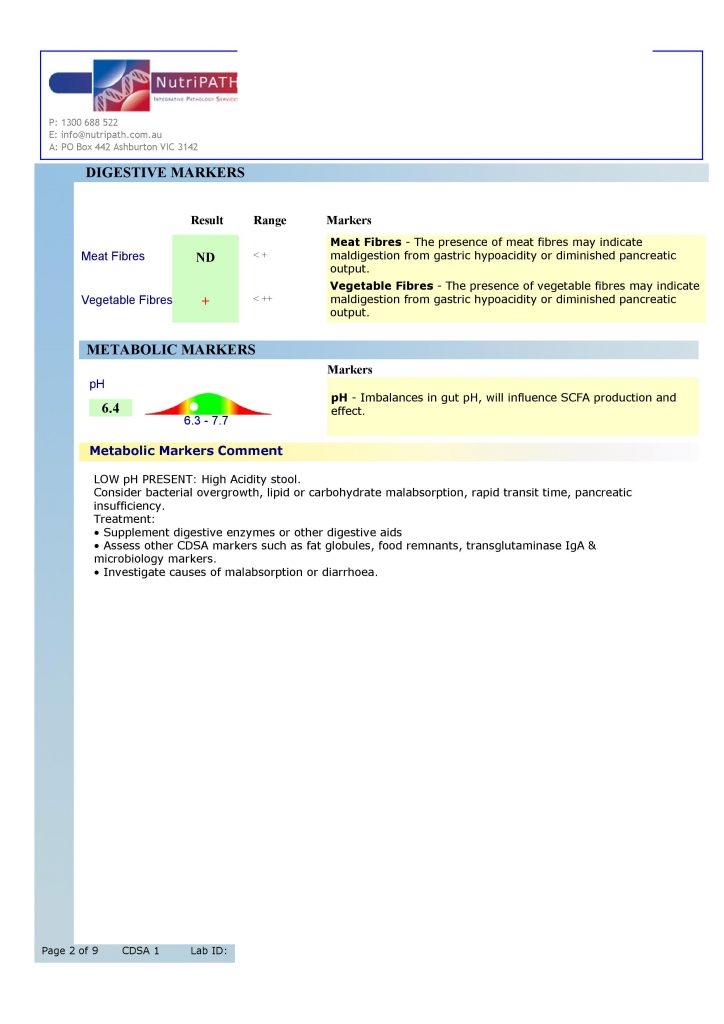 NutriPATH
INTEGRATIVE PATHOLOGY SERVICES
P: 1300 688 522
E: info@nutripath.com.au
A: PO Box 442 Ashburton VIC 3142
DIGESTIVE MARKERS
Result Range Markers
Meat Fibres ND < + Meat Fibres - The presence of meat fibres may indicate
maldigestion from gastric hypoacidity or diminished pancreatic
output.
Vegetable Fibres + < ++ Vegetable Fibres - The presence of vegetable fibres may indicate
maldigestion from gastric hypoacidity or diminished pancreatic
output.
METABOLIC MARKERS
Markers
pH
6.4
6.3 - 7.7
pH - Imbalances in gut pH, will influence SCFA production and
effect.
Metabolic Markers Comment
LOW pH PRESENT: High Acidity stool.
Consider bacterial overgrowth, lipid or carbohydrate malabsorption, rapid transit time, pancreatic
insufficiency.
Treatment:
• Supplement digestive enzymes or other digestive aids
• Assess other CDSA markers such as fat globules, food remnants, transglutaminase IgA &
microbiology markers.
• Investigate causes of malabsorption or diarrhoea.
Page 2 of 9 CDSA 1 Lab ID: